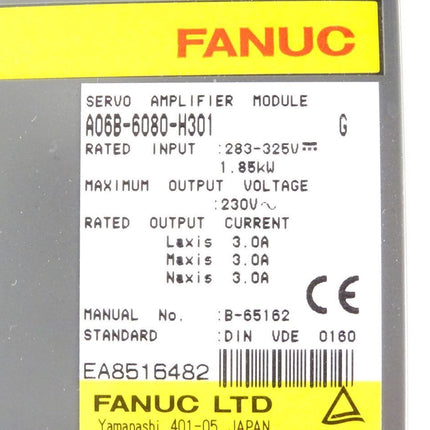 FANUC
SERVO AMPLIFIER MODULE
A06B-6080-H301 G
RATED INPUT :283-325V⎓
1.85kW
MAXIMUM OUTPUT VOLTAGE
:230V~
RATED OUTPUT CURRENT
Laxis 3.0A
Maxis 3.0A
Naxis 3.0A
CE
MANUAL No. :B-65162
STANDARD :DIN VDE 0160
EA8516482
FANUC LTD
Yamanashi 401-05 JAPAN